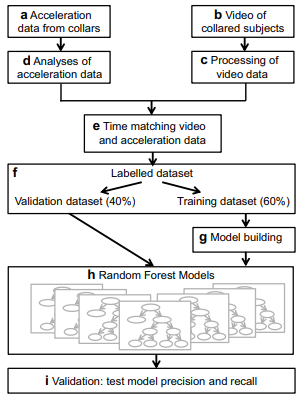 a Acceleration
data from collars
b Video of
collared subjects
d Analyses of
acceleration data
c Processing of
video data
e Time matching video
and acceleration data
f
Labelled dataset
Validation dataset (40%)
Training dataset (60%)
g Model building
h Random Forest Models
i Validation: test model precision and recall